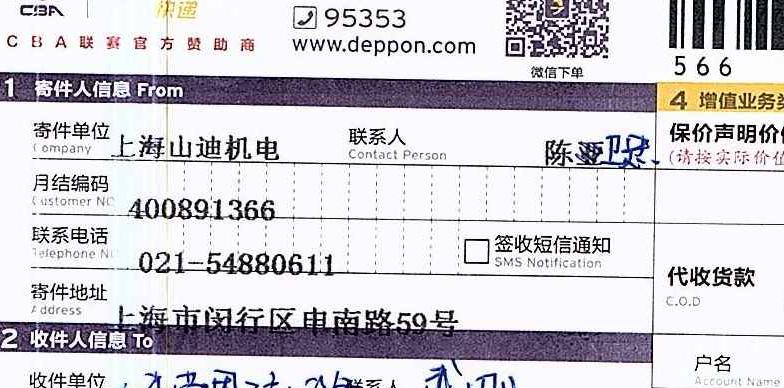 CBA 快递
CBA联赛官方赞助商
95353
www.deppon.com
微信下单
566
1 寄件人信息 From
4 增值业务
寄件单位 Company 上海山迪机电 联系人 Contact Person 陈
保价声明价
(请按实际价值
月结编码 Customer NO 400891366
联系电话 Telephone N 021-54880611 签收短信通知 SMS Notification
代收货款
C.O.D
寄件地址 Address 上海市闵行区申南路59号
2 收件人信息 To
收件单位 联系人
户名
Account Name